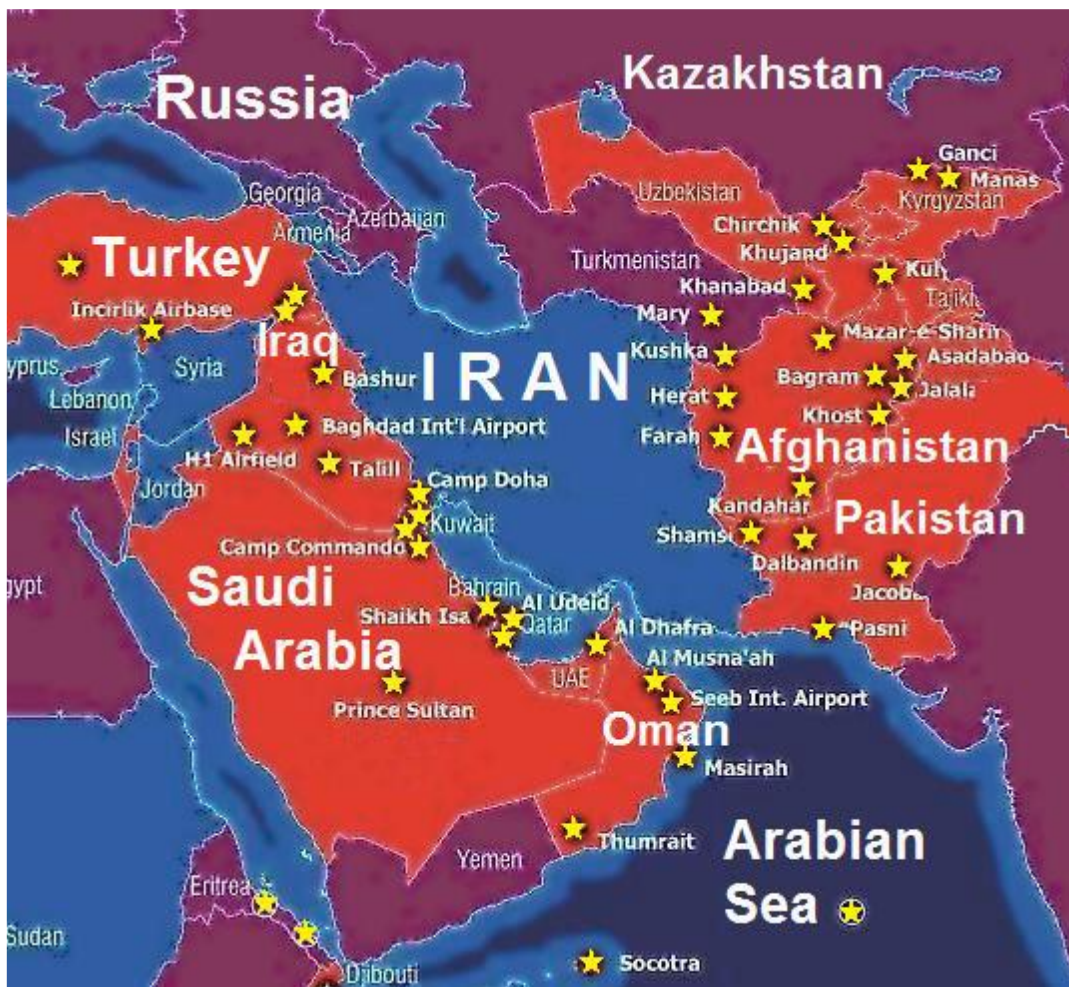 Russia
Kazakhstan
Ganci
Manas
Georgia
Uzbekistan
Kyrgyzstan
Azerbaijan
Armenia
Chirchik
Khujand
Turkey
Turkmenistan
Khanabad
Kul
Tajiki
Incirlik Airbase
Mary
Mazar-e-Sharif
Iraq
Kushka
Asadabao
Cyprus
Syria
Bashur
IRAN
Bagram
Jalala
Lebanon
Herat
Khost
Israel
Baghdad Int'l Airport
Farah
Afghanistan
H1 Airfield
Talill
Jordan
Camp Doha
Kandahar
Pakistan
Kuwait
Shamsi
Camp Commando
Dalbandin
gypt
Saudi
Bahrain
Jacoba
Al Udeid
Shaikh Isa
Qatar
Al Dhafra
"Pasni
Arabia
Al Musna'ah
UAE
Seeb Int. Airport
Prince Sultan
Oman
Masirah
Thumrait
Arabian
Yemen
Eritrea
Sea
Sudan
Socotra
Djibouti